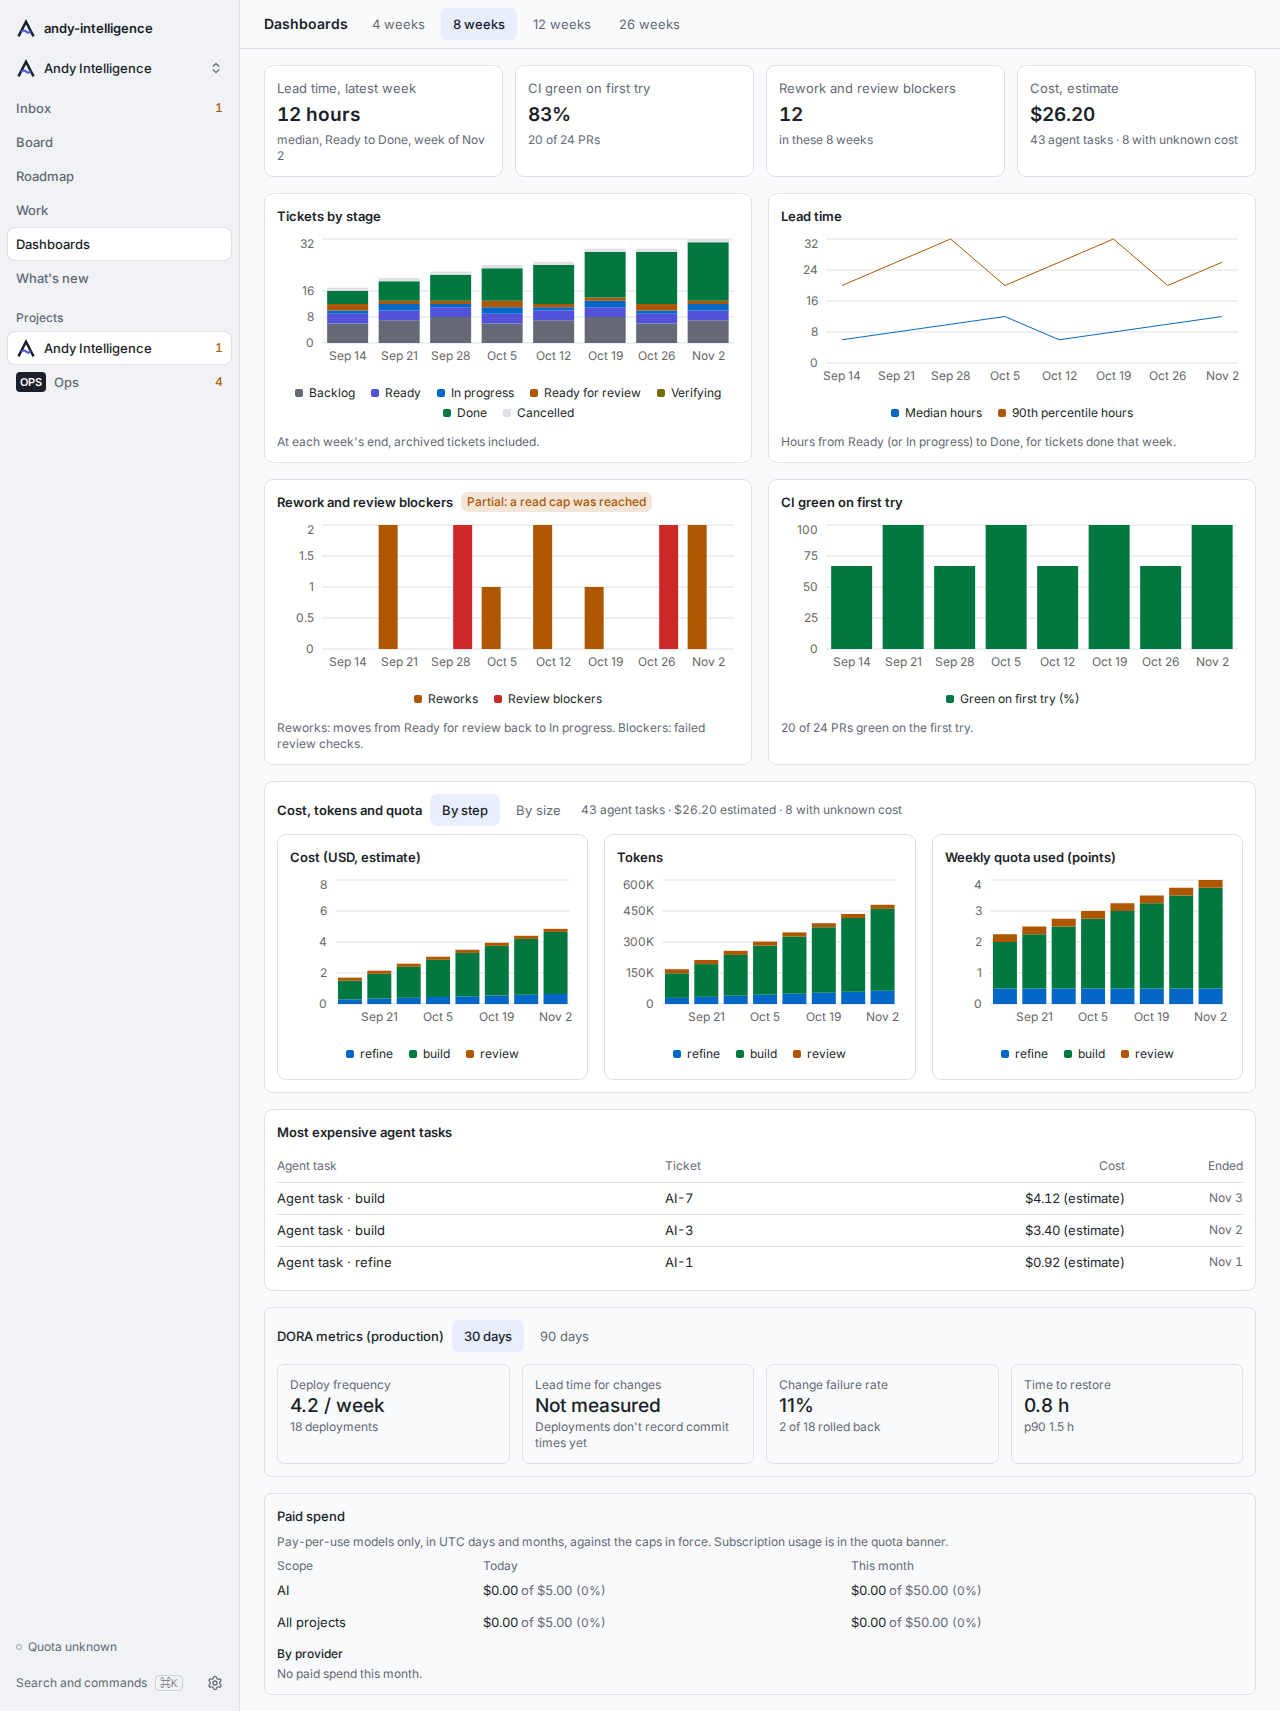 andy-intelligence
Andy Intelligence
Inbox 1
Board
Roadmap
Work
Dashboards
What's new
Projects
Andy Intelligence 1
OPS Ops 4
Quota unknown
Search and commands ⌘K
Dashboards 4 weeks 8 weeks 12 weeks 26 weeks
Lead time, latest week
12 hours
median, Ready to Done, week of Nov
2
CI green on first try
83%
20 of 24 PRs
Rework and review blockers
12
in these 8 weeks
Cost, estimate
$26.20
43 agent tasks · 8 with unknown cost
Tickets by stage
32
16
8
0
Sep 14 Sep 21 Sep 28 Oct 5 Oct 12 Oct 19 Oct 26 Nov 2
Backlog Ready In progress Ready for review Verifying
Done Cancelled
At each week's end, archived tickets included.
Lead time
32
24
16
8
0
Sep 14 Sep 21 Sep 28 Oct 5 Oct 12 Oct 19 Oct 26 Nov 2
Median hours 90th percentile hours
Hours from Ready (or In progress) to Done, for tickets done that week.
Rework and review blockers Partial: a read cap was reached
2
1.5
1
0.5
0
Sep 14 Sep 21 Sep 28 Oct 5 Oct 12 Oct 19 Oct 26 Nov 2
Reworks Review blockers
Reworks: moves from Ready for review back to In progress. Blockers: failed
review checks.
CI green on first try
100
75
50
25
0
Sep 14 Sep 21 Sep 28 Oct 5 Oct 12 Oct 19 Oct 26 Nov 2
Green on first try (%)
20 of 24 PRs green on the first try.
Cost, tokens and quota By step By size 43 agent tasks · $26.20 estimated · 8 with unknown cost
Cost (USD, estimate)
8
6
4
2
0
Sep 21 Oct 5 Oct 19 Nov 2
refine build review
Tokens
600K
450K
300K
150K
0
Sep 21 Oct 5 Oct 19 Nov 2
refine build review
Weekly quota used (points)
4
3
2
1
0
Sep 21 Oct 5 Oct 19 Nov 2
refine build review
Most expensive agent tasks
Agent task Ticket Cost Ended
Agent task · build AI-7 $4.12 (estimate) Nov 3
Agent task · build AI-3 $3.40 (estimate) Nov 2
Agent task · refine AI-1 $0.92 (estimate) Nov 1
DORA metrics (production) 30 days 90 days
Deploy frequency
4.2 / week
18 deployments
Lead time for changes
Not measured
Deployments don't record commit
times yet
Change failure rate
11%
2 of 18 rolled back
Time to restore
0.8 h
p90 1.5 h
Paid spend
Pay-per-use models only, in UTC days and months, against the caps in force. Subscription usage is in the quota banner.
Scope Today This month
AI $0.00 of $5.00 (0%) $0.00 of $50.00 (0%)
All projects $0.00 of $5.00 (0%) $0.00 of $50.00 (0%)
By provider
No paid spend this month.